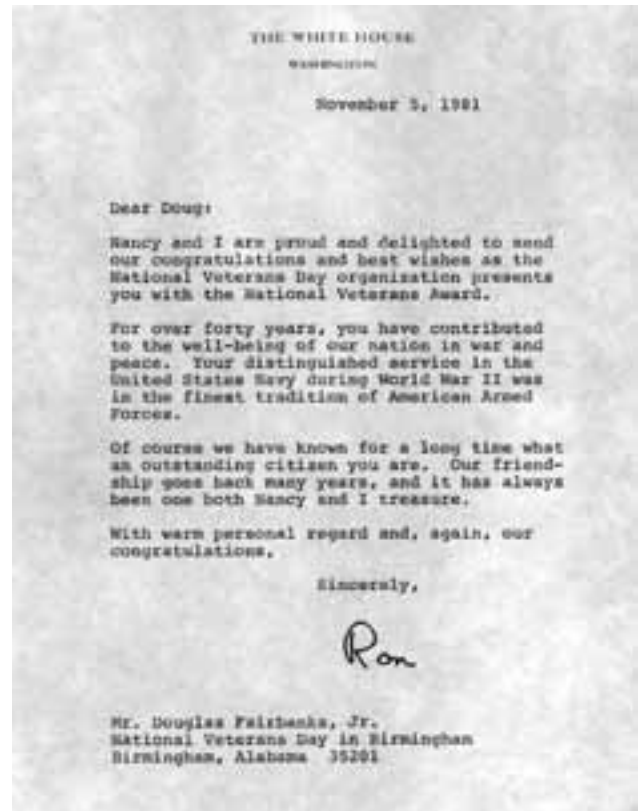 THE WHITE HOUSE
WASHINGTON
November 5, 1981
Dear Doug:
Nancy and I are proud and delighted to send
our congratulations and best wishes as the
National Veterans Day organization presents
you with the National Veterans Award.
For over forty years, you have contributed
to the well-being of our nation in war and
peace.  Your distinguished service in the
United States Navy during World War II was
in the finest tradition of American Armed
Forces.
Of course we have known for a long time what
an outstanding citizen you are.  Our friend-
ship goes back many years, and it has always
been one both Nancy and I treasure.
With warm personal regard and, again, our
congratulations,
Sincerely,
Ron
Mr. Douglas Fairbanks, Jr.
National Veterans Day in Birmingham
Birmingham, Alabama  35201